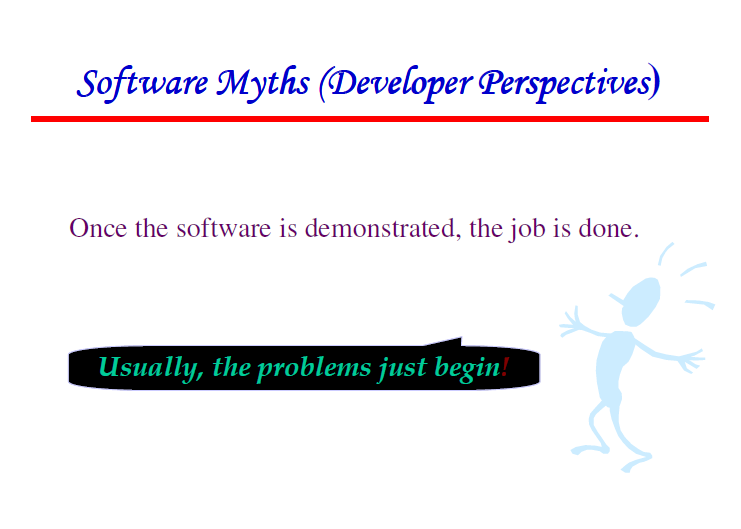 Software Myths (Developer Perspectives)
Once the software is demonstrated, the job is done.
Usually, the problems just begin!